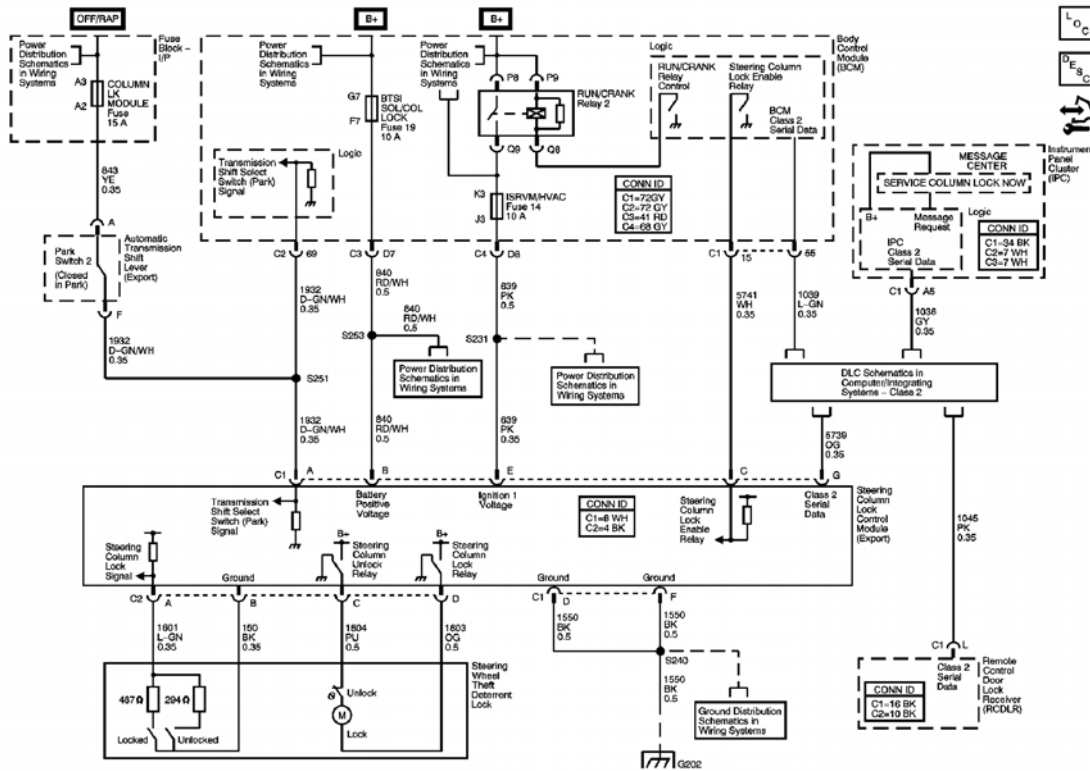 OFF/RAP
B+
B+
L
O
C
D
E
S
C
Power
Distribution
Schematics
in Wiring
Systems
Fuse
Block –
I/P
A3
A2
COLUMN
LK
MODULE
Fuse
15 A
843
YE
0.35
A
Park
Switch 2
(Closed
in Park)
Automatic
Transmission
Shift
Lever
(Export)
F
1932
D-GN/WH
0.35
S251
Power
Distribution
Schematics
in Wiring
Systems
G7
F7
BTSI
SOL/COL
LOCK
Fuse 19
10 A
Logic
Transmission
Shift Select
Switch (Park)
Signal
Power
Distribution
Schematics
in Wiring
Systems
P8
P9
RUN/CRANK
Relay 2
Q9
Q8
K3
J3
ISRVM/HVAC
Fuse 14
10 A
Logic
RUN/CRANK
Relay
Control
Steering Column
Lock Enable
Relay
BCM
Class 2
Serial Data
Body
Control
Module
(BCM)
CONN ID
C1=72GY
C2=72 GY
C3=41 RD
C4=68 GY
C2
69
C3
D7
C4
D8
C1
15
55
Instrument
Panel
Cluster
(IPC)
MESSAGE
CENTER
SERVICE COLUMN LOCK NOW
B+
Message
Request
Logic
IPC
Class 2
Serial Data
CONN ID
C1=34 BK
C2=7 WH
C3=7 WH
C1
A5
1932
D-GN/WH
0.35
840
RD/WH
0.5
840
RD/WH
0.5
S253
Power Distribution
Schematics in
Wiring Systems
639
PK
0.5
S231
Power Distribution
Schematics in
Wiring Systems
5741
WH
0.35
1039
L-GN
0.35
1036
GY
0.35
DLC Schematics in
Computer/Integrating
Systems – Class 2
1932
D-GN/WH
0.35
840
RD/WH
0.5
639
PK
0.35
5739
OG
0.35
1045
PK
0.35
C1
A
B
E
C
G
Transmission
Shift Select
Switch (Park)
Signal
Battery
Positive
Voltage
Ignition 1
Voltage
CONN ID
C1=8 WH
C2=4 BK
Steering
Column
Lock
Enable
Relay
Class 2
Serial
Data
Steering
Column
Lock
Control
Module
(Export)
Steering
Column
Lock
Signal
Ground
B+
Steering
Column
Unlock
Relay
B+
Steering
Column
Lock
Relay
Ground
Ground
C2
A
B
C
D
C1
D
F
1601
L-GN
0.35
150
BK
0.35
1604
PU
0.5
1603
OG
0.5
1550
BK
0.5
1550
BK
0.5
S240
1550
BK
0.5
Ground Distribution
Schematics in
Wiring Systems
G202
Steering
Wheel
Theft
Deterrent
Lock
487Ω
294Ω
Locked
Unlocked
Unlock
M
Lock
C1
L
Class 2
Serial
Data
CONN ID
C1=16 BK
C2=10 BK
Remote
Control
Door
Lock
Receiver
(RCDLR)